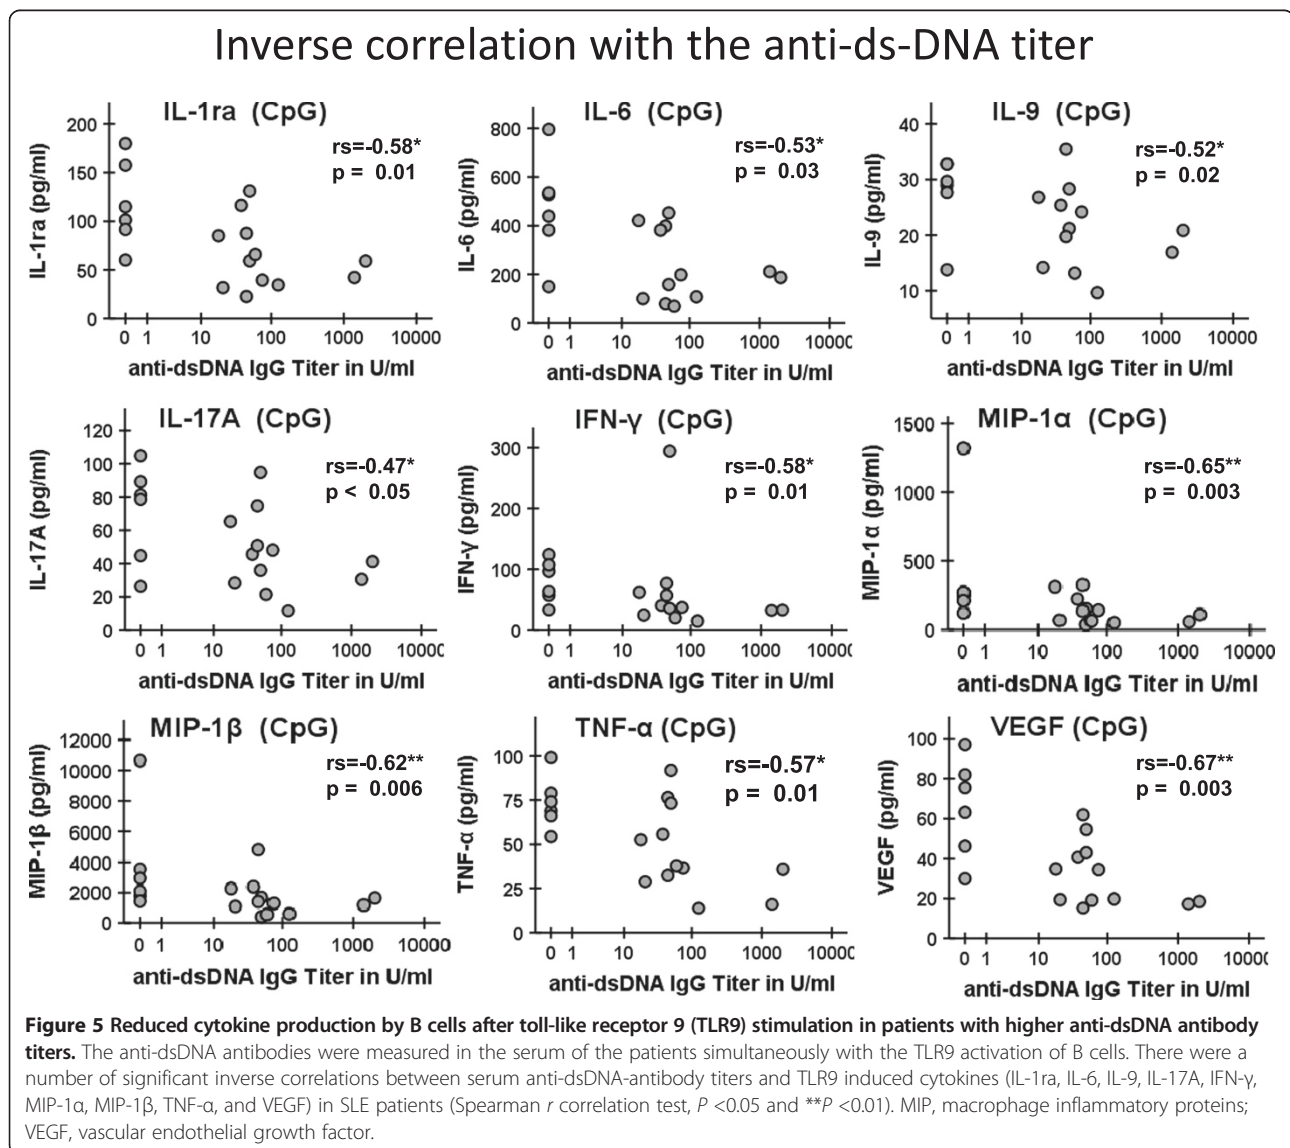 Inverse correlation with the anti-ds-DNA titer
IL-1ra (CpG)
rs=-0.58*
p = 0.01
IL-1ra (pg/ml)
200
150
100
50
0
0 1 10 100 1000 10000
anti-dsDNA IgG Titer in U/ml
IL-6 (CpG)
rs=-0.53*
p = 0.03
IL-6 (pg/ml)
800
600
400
200
0
0 1 10 100 1000 1000
anti-dsDNA IgG Titer in U/ml
IL-9 (CpG)
rs=-0.52*
p = 0.02
IL-9 (pg/ml)
40
30
20
10
0 1 10 100 1000 10000
anti-dsDNA IgG Titer in U/ml
IL-17A (CpG)
rs=-0.47*
p < 0.05
IL-17A (pg/ml)
120
100
80
60
40
20
0
0 1 10 100 1000 10000
anti-dsDNA IgG Titer in U/ml
IFN-γ (CpG)
rs=-0.58*
p = 0.01
IFN-γ (pg/ml)
300
200
100
0
0 1 10 100 1000 1000
anti-dsDNA IgG Titer in U/ml
MIP-1α (CpG)
rs=-0.65**
p = 0.003
MIP-1α (pg/ml)
1500
1000
500
0
0 1 10 100 1000 10000
anti-dsDNA IgG Titer in U/ml
MIP-1β (CpG)
rs=-0.62**
p = 0.006
MIP-1β (pg/ml)
12000
10000
8000
6000
4000
2000
0
0 1 10 100 1000 10000
anti-dsDNA IgG Titer in U/ml
TNF-α (CpG)
rs=-0.57*
p = 0.01
TNF-α (pg/ml)
100
75
50
25
0
0 1 10 100 1000 1000
anti-dsDNA IgG Titer in U/ml
VEGF (CpG)
rs=-0.67**
p = 0.003
VEGF (pg/ml)
100
80
60
40
20
0
0 1 10 100 1000 1000
anti-dsDNA IgG Titer in U/ml
Figure 5 Reduced cytokine production by B cells after toll-like receptor 9 (TLR9) stimulation in patients with higher anti-dsDNA antibody
titers. The anti-dsDNA antibodies were measured in the serum of the patients simultaneously with the TLR9 activation of B cells. There were a
number of significant inverse correlations between serum anti-dsDNA-antibody titers and TLR9 induced cytokines (IL-1ra, IL-6, IL-9, IL-17A, IFN-γ,
MIP-1α, MIP-1β, TNF-α, and VEGF) in SLE patients (Spearman r correlation test, P <0.05 and **P <0.01). MIP, macrophage inflammatory proteins;
VEGF, vascular endothelial growth factor.